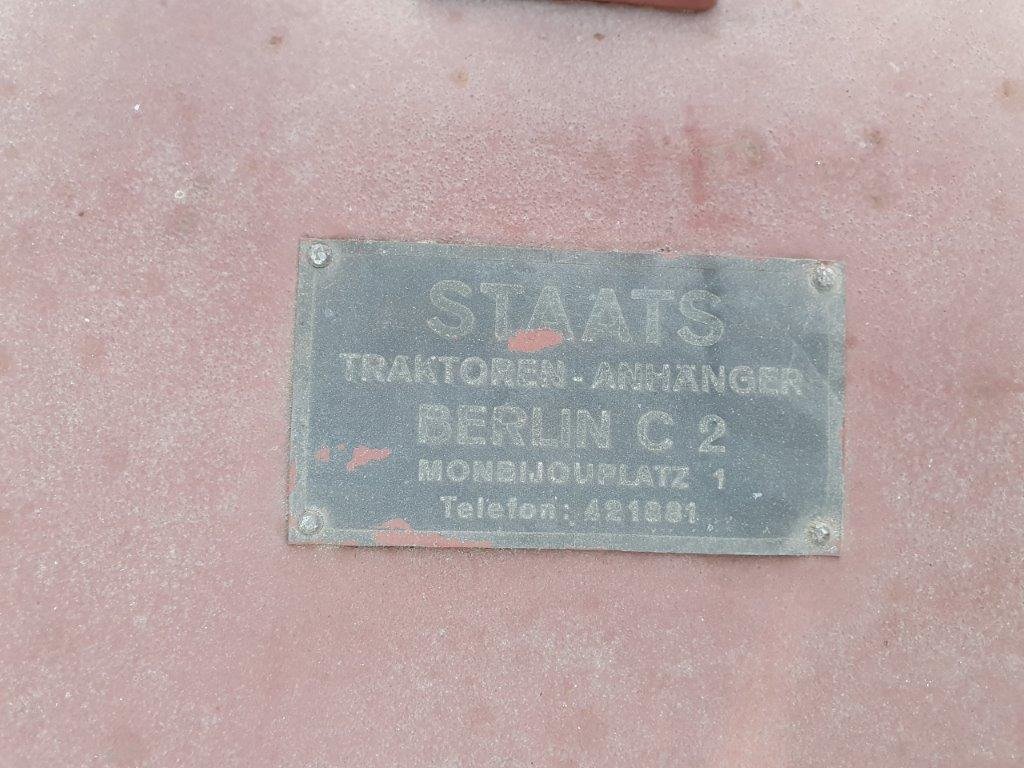 STAATS
TRAKTOREN - ANHÄNGER
BERLIN C 2
MONBIJOUPLATZ 1
Telefon: 421881